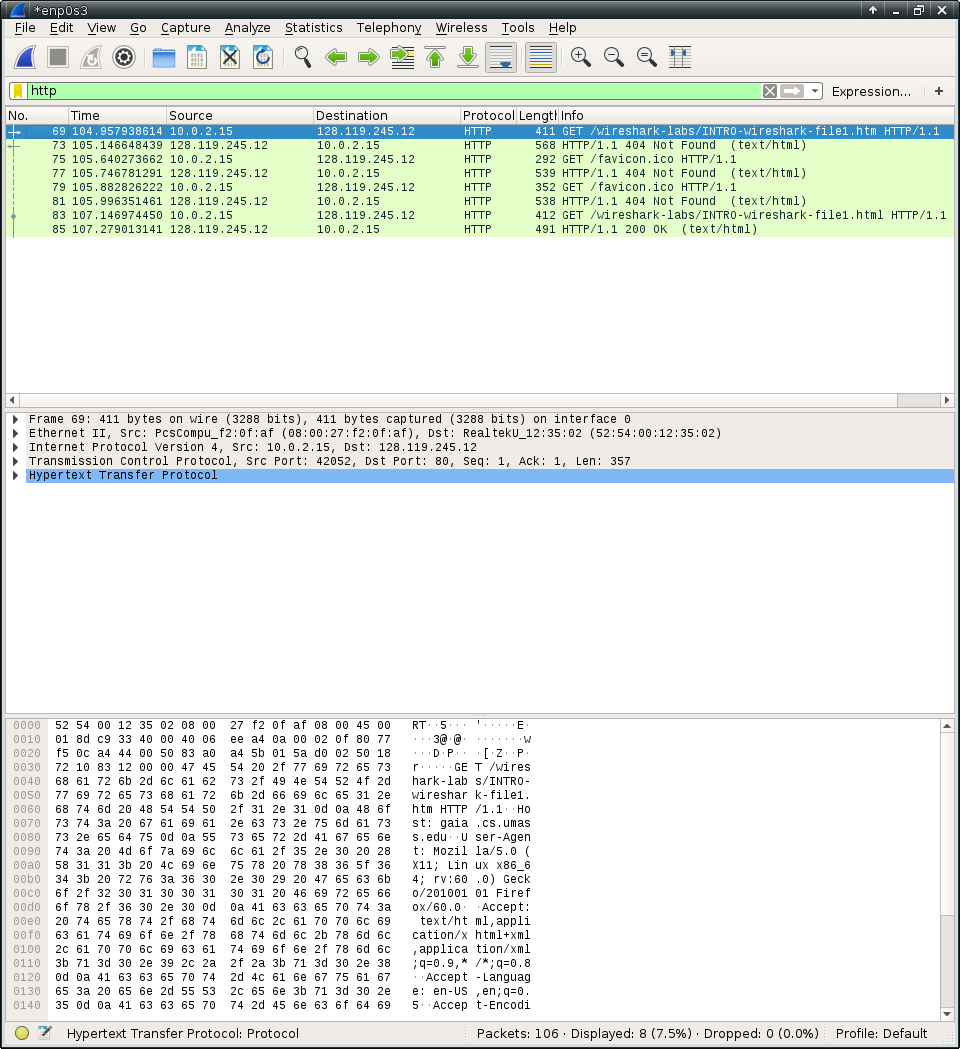 *enp0s3
File Edit View Go Capture Analyze Statistics Telephony Wireless Tools Help
http Expression... +
No. Time Source Destination Protocol Length Info
69 104.957938614 10.0.2.15 128.119.245.12 HTTP 411 GET /wireshark-labs/INTRO-wireshark-file1.htm HTTP/1.1
73 105.146648439 128.119.245.12 10.0.2.15 HTTP 568 HTTP/1.1 404 Not Found (text/html)
75 105.640273662 10.0.2.15 128.119.245.12 HTTP 292 GET /favicon.ico HTTP/1.1
77 105.746781291 128.119.245.12 10.0.2.15 HTTP 539 HTTP/1.1 404 Not Found (text/html)
79 105.882826222 10.0.2.15 128.119.245.12 HTTP 352 GET /favicon.ico HTTP/1.1
81 105.996351461 128.119.245.12 10.0.2.15 HTTP 538 HTTP/1.1 404 Not Found (text/html)
83 107.146974450 10.0.2.15 128.119.245.12 HTTP 412 GET /wireshark-labs/INTRO-wireshark-file1.html HTTP/1.1
85 107.279013141 128.119.245.12 10.0.2.15 HTTP 491 HTTP/1.1 200 OK (text/html)
Frame 69: 411 bytes on wire (3288 bits), 411 bytes captured (3288 bits) on interface 0
Ethernet II, Src: PcsCompu_f2:0f:af (08:00:27:f2:0f:af), Dst: RealtekU_12:35:02 (52:54:00:12:35:02)
Internet Protocol Version 4, Src: 10.0.2.15, Dst: 128.119.245.12
Transmission Control Protocol, Src Port: 42052, Dst Port: 80, Seq: 1, Ack: 1, Len: 357
Hypertext Transfer Protocol
0000 52 54 00 12 35 02 08 00 27 f2 0f af 08 00 45 00 RT··5··· '·····E·
0010 01 8d c9 33 40 00 40 06 ee a4 0a 00 02 0f 80 77 ···3@·@· ·······w
0020 f5 0c a4 44 00 50 83 a0 a4 5b 01 5a d0 02 50 18 ···D·P·· ·[·Z··P·
0030 72 10 83 12 00 00 47 45 54 20 2f 77 69 72 65 73 r·····GE T /wires
0040 68 61 72 6b 2d 6c 61 62 73 2f 49 4e 54 52 4f 2d hark-lab s/INTRO-
0050 77 69 72 65 73 68 61 72 6b 2d 66 69 6c 65 31 2e wireshar k-file1.
0060 68 74 6d 20 48 54 54 50 2f 31 2e 31 0d 0a 48 6f htm HTTP /1.1··Ho
0070 73 74 3a 20 67 61 69 61 2e 63 73 2e 75 6d 61 73 st: gaia .cs.umas
0080 73 2e 65 64 75 0d 0a 55 73 65 72 2d 41 67 65 6e s.edu··U ser-Agen
0090 74 3a 20 4d 6f 7a 69 6c 6c 61 2f 35 2e 30 20 28 t: Mozil la/5.0 (
00a0 58 31 31 3b 20 4c 69 6e 75 78 20 78 38 36 5f 36 X11; Lin ux x86_6
00b0 34 3b 20 72 76 3a 36 30 2e 30 29 20 47 65 63 6b 4; rv:60 .0) Geck
00c0 6f 2f 32 30 31 30 30 31 30 31 20 46 69 72 65 66 o/201001 01 Firef
00d0 6f 78 2f 36 30 2e 30 0d 0a 41 63 63 65 70 74 3a ox/60.0· ·Accept:
00e0 20 74 65 78 74 2f 68 74 6d 6c 2c 61 70 70 6c 69 text/ht ml,appli
00f0 63 61 74 69 6f 6e 2f 78 68 74 6d 6c 2b 78 6d 6c cation/x html+xml
0100 2c 61 70 70 6c 69 63 61 74 69 6f 6e 2f 78 6d 6c ,applica tion/xml
0110 3b 71 3d 30 2e 39 2c 2a 2f 2a 3b 71 3d 30 2e 38 ;q=0.9,* /*;q=0.8
0120 0d 0a 41 63 63 65 70 74 2d 4c 61 6e 67 75 61 67 ··Accept -Languag
0130 65 3a 20 65 6e 2d 55 53 2c 65 6e 3b 71 3d 30 2e e: en-US ,en;q=0.
0140 35 0d 0a 41 63 63 65 70 74 2d 45 6e 63 6f 64 69 5··Accep t-Encodi
Hypertext Transfer Protocol: Protocol Packets: 106 · Displayed: 8 (7.5%) · Dropped: 0 (0.0%) Profile: Default